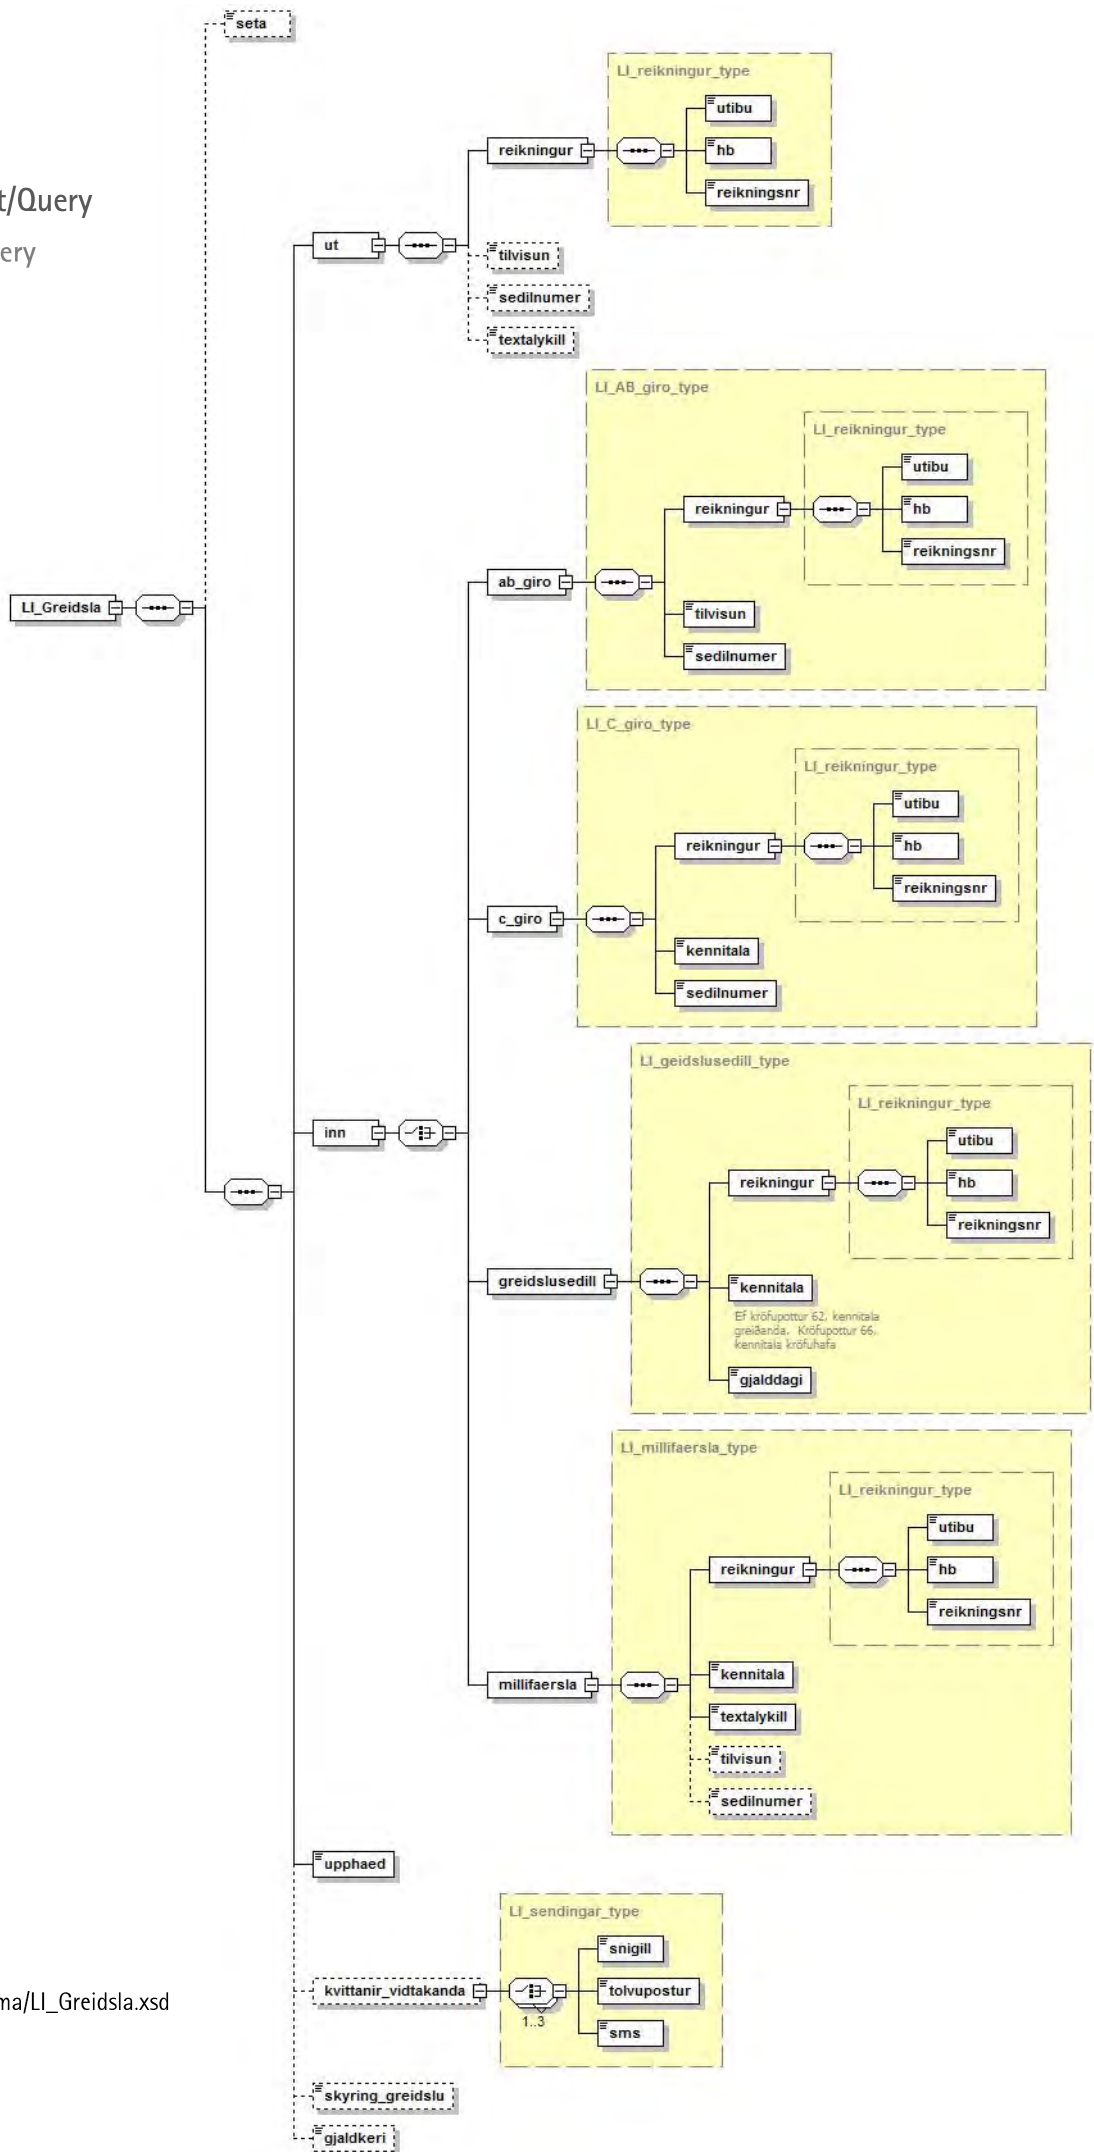 seta
LI_reikningur_type
utibu
reikningur
hb
reikningsnr
t/Query
ery
ut
tilvisun
sedilnumer
textalykill
LI_AB_giro_type
LI_reikningur_type
utibu
reikningur
hb
reikningsnr
ab_giro
LI_Greidsla
tilvisun
sedilnumer
LI_C_giro_type
LI_reikningur_type
utibu
reikningur
hb
reikningsnr
c_giro
kennitala
sedilnumer
LI_geidslusedill_type
LI_reikningur_type
inn
utibu
reikningur
hb
reikningsnr
greidslusedill
kennitala
Ef kröfupottur 62, kennitala
greiðanda. Kröfupottur 66,
kennitala kröfuhafa
gjalddagi
LI_millifaersla_type
LI_reikningur_type
utibu
reikningur
hb
reikningsnr
kennitala
millifaersla
textalykill
tilvisun
sedilnumer
upphaed
LI_sendingar_type
snigill
kvittanir_vidtakanda
tolvupostur
ma/LI_Greidsla.xsd
1..3
sms
skyring_greidslu
gjaldkeri